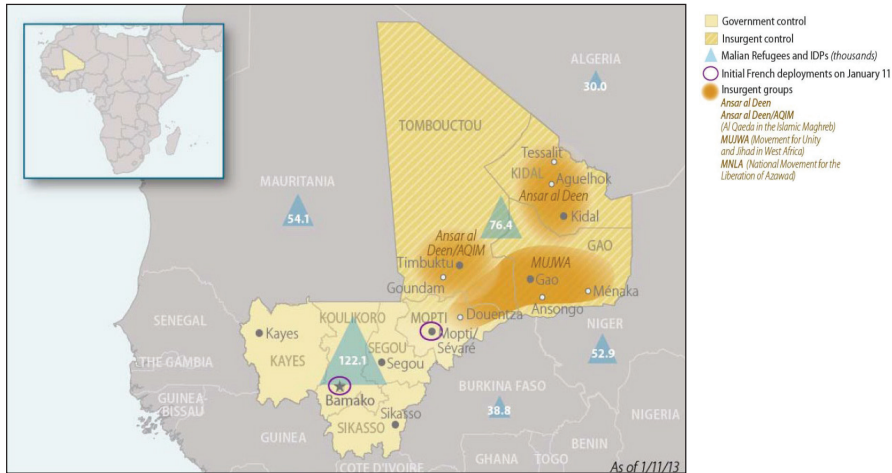 Government control
Insurgent control
Malian Refugees and IDPs (thousands)
Initial French deployments on January 11
Insurgent groups
Ansar al Deen
Ansar al Deen/AQIM
(Al Qaeda in the Islamic Maghreb)
MUJWA (Movement for Unity
and Jihad in West Africa)
MNLA (National Movement for the
Liberation of Azawad)
ALGERIA
30.0
TOMBOUCTOU
Tessalit
KIDAL
Aguelhok
Ansar al Deen
Kidal
MAURITANIA
54.1
76.4
Ansar al
Deen/AQIM
GAO
Timbuktu
MUJWA
Goundam
Gao
Ménaka
Ansongo
KOULIKORO
MOPTI
Douentza
SENEGAL
Kayes
Mopti/
Sévaré
NIGER
THE GAMBIA
KAYES
122.1
SEGOU
Segou
52.9
Bamako
BURKINA FASO
GUINEA-
BISSAU
38.8
Sikasso
NIGERIA
SIKASSO
GUINEA
BENIN
GHANA
TOGO
COTE D'IVOIRE
As of 1/11/13